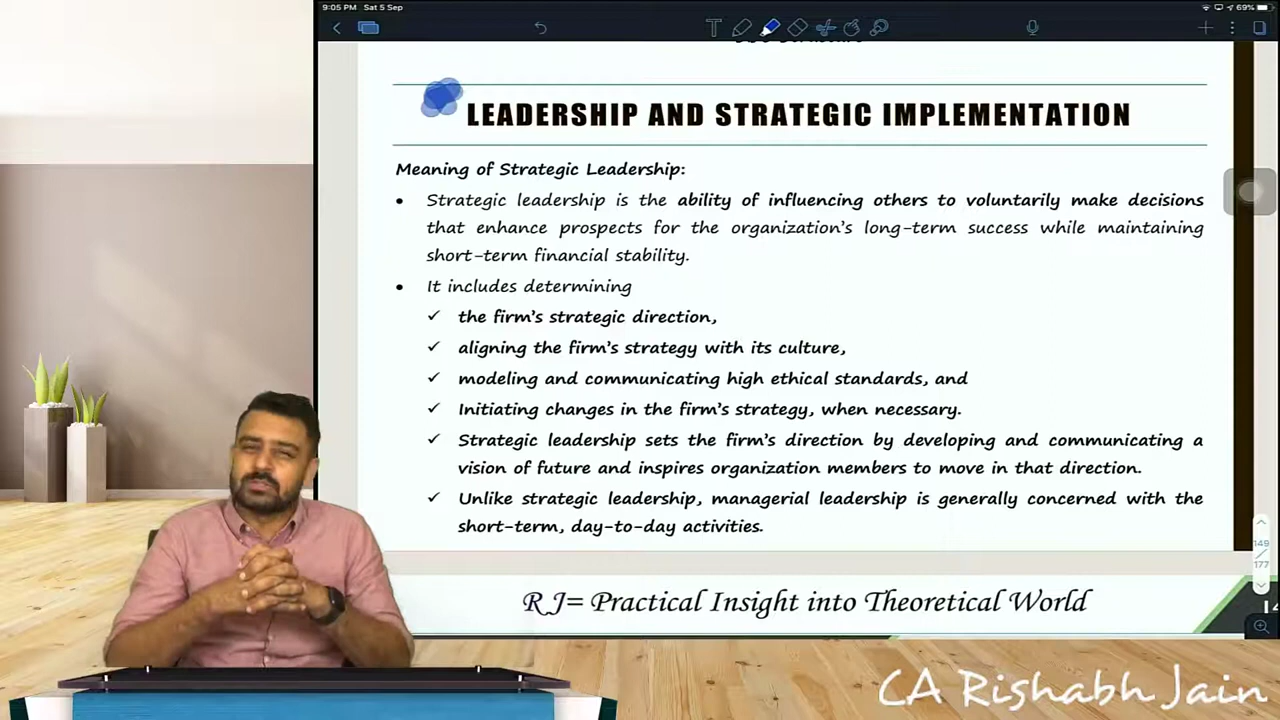 9:05 PM Sat 5 Sep
69%
LEADERSHIP AND STRATEGIC IMPLEMENTATION
Meaning of Strategic Leadership:
• Strategic leadership is the ability of influencing others to voluntarily make decisions
that enhance prospects for the organization's long-term success while maintaining
short-term financial stability.
• It includes determining
✓ the firm's strategic direction,
✓ aligning the firm's strategy with its culture,
✓ modeling and communicating high ethical standards, and
✓ Initiating changes in the firm's strategy, when necessary.
✓ Strategic leadership sets the firm's direction by developing and communicating a
vision of future and inspires organization members to move in that direction.
✓ Unlike strategic leadership, managerial leadership is generally concerned with the
short-term, day-to-day activities.
149
/
177
R J= Practical Insight into Theoretical World
CA Rishabh Jain